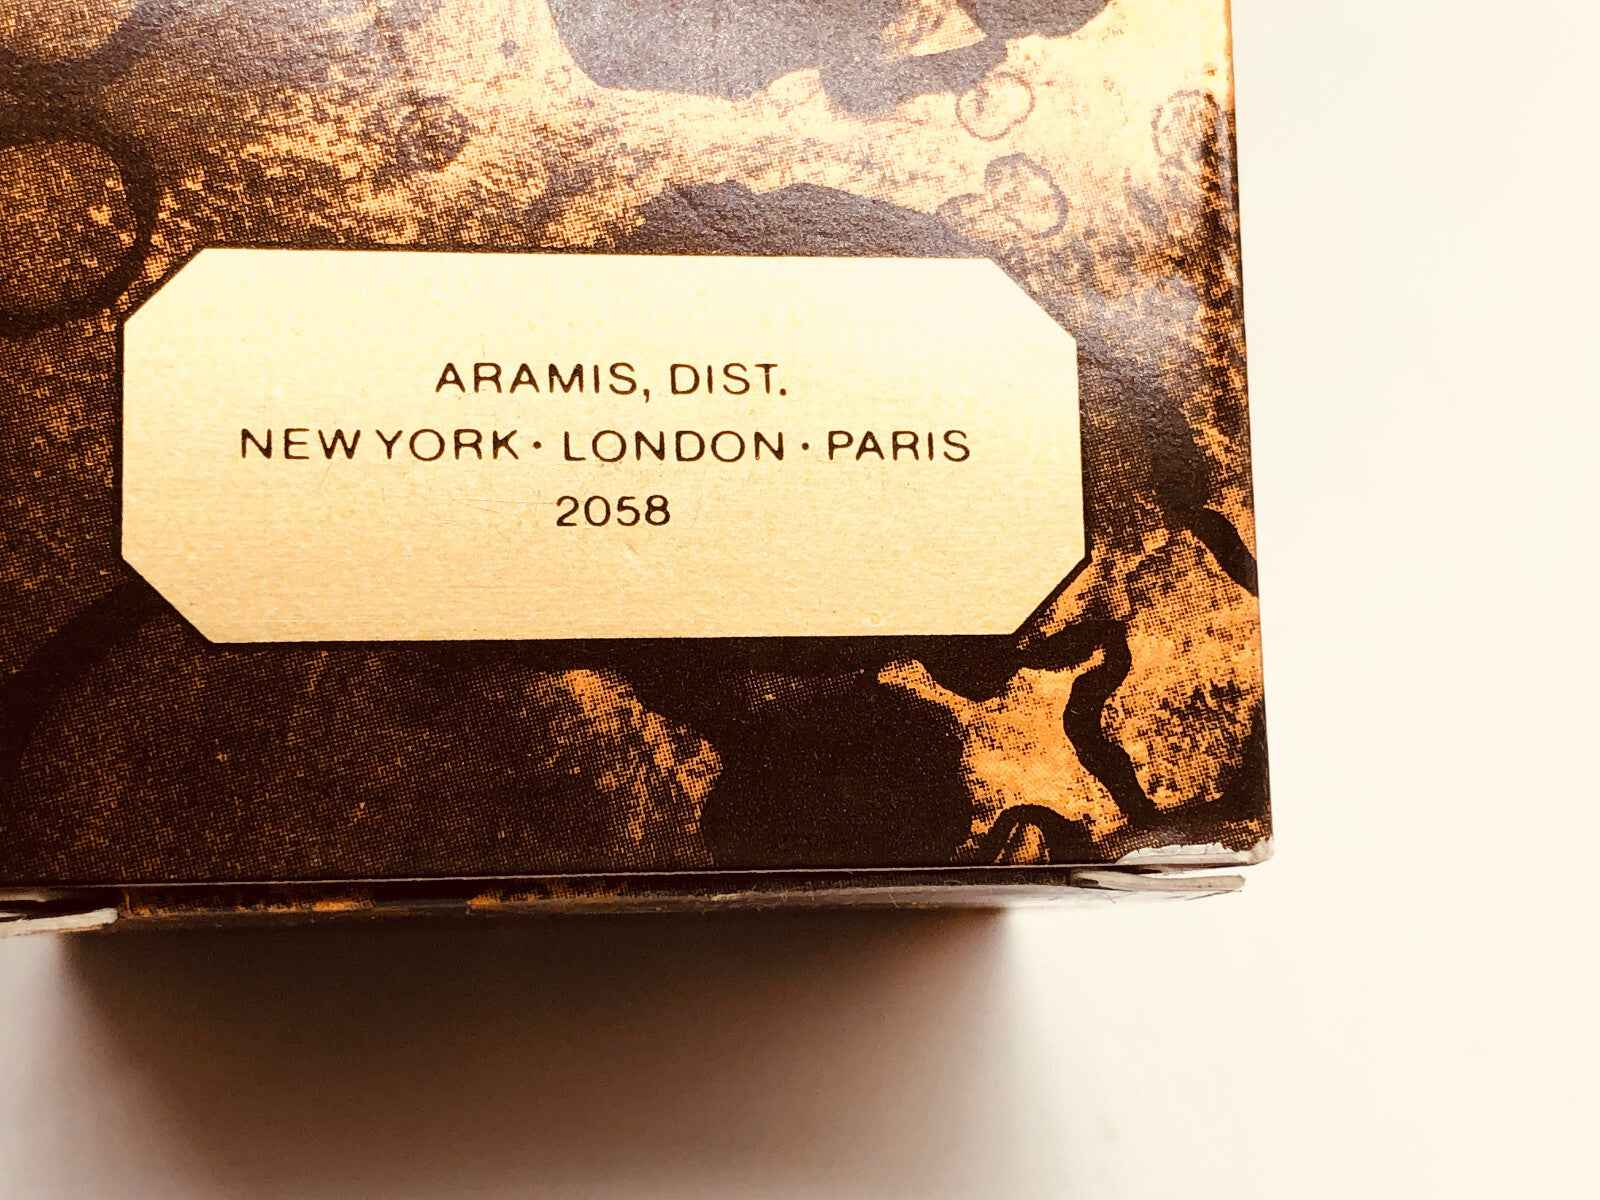 ARAMIS, DIST.
NEW YORK · LONDON · PARIS
2058